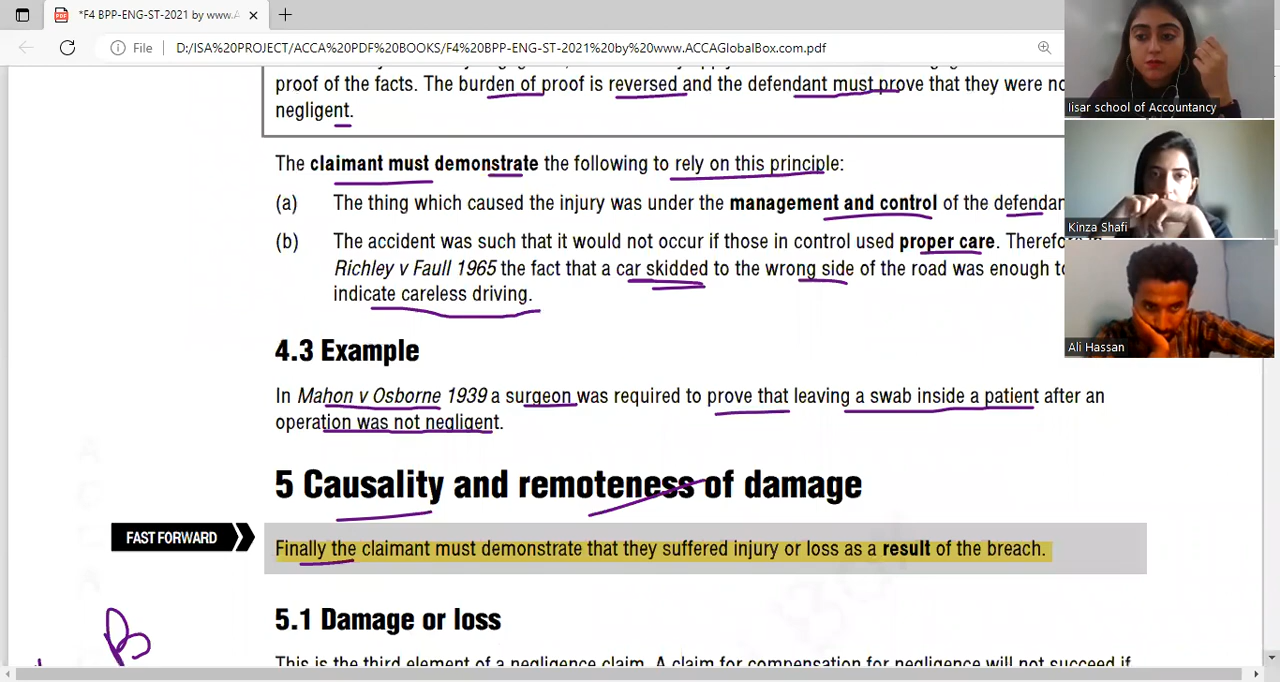 *F4 BPP-ENG-ST-2021 by www.A
File
D:/ISA%20PROJECT/ACCA%20PDF%20BOOKS/F4%20BPP-ENG-ST-2021%20by%20www.ACCAGlobalBox.com.pdf
proof of the facts. The burden of proof is reversed and the defendant must prove that they were no
negligent.
The claimant must demonstrate the following to rely on this principle:
(a) The thing which caused the injury was under the management and control of the defendan
(b) The accident was such that it would not occur if those in control used proper care. Therefore
Richley v Faull 1965 the fact that a car skidded to the wrong side of the road was enough to
indicate careless driving.
4.3 Example
In Mahon v Osborne 1939 a surgeon was required to prove that leaving a swab inside a patient after an
operation was not negligent.
5 Causality and remoteness of damage
FAST FORWARD
Finally the claimant must demonstrate that they suffered injury or loss as a result of the breach.
5.1 Damage or loss
This is the third element of a negligence claim. A claim for compensation for negligence will not succeed if
B
lisar school of Accountancy
Kinza Shafi
Ali Hassan